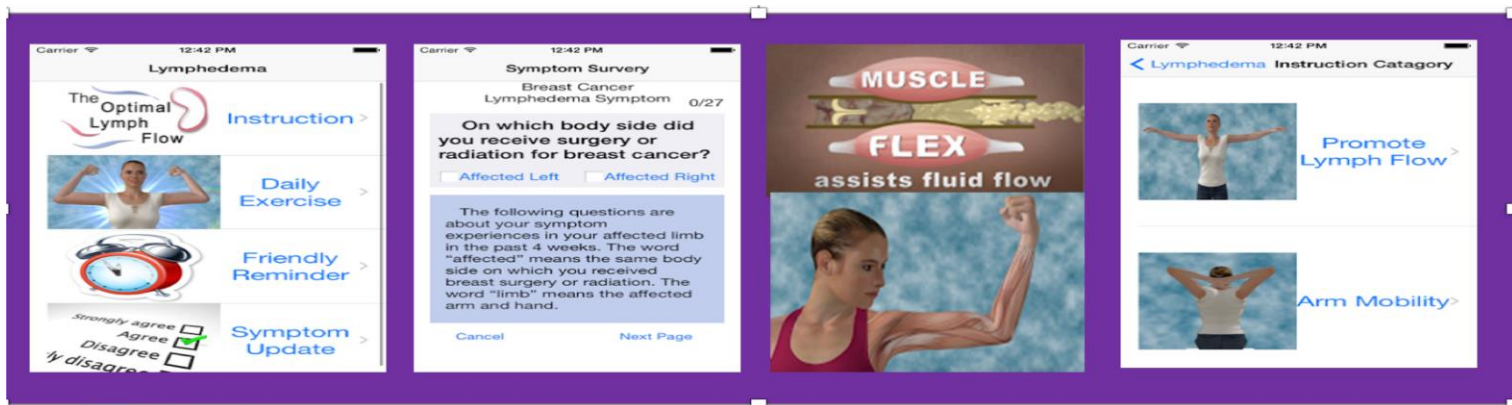 Carrier 12:42 PM
Lymphedema
The
Optimal
Lymph
Flow
Instruction >
Daily
Exercise >
Friendly
Reminder >
Strongly agree
Agree
Disagree
ly disagree
Symptom
Update >
Carrier 12:42 PM
Symptom Survery
Breast Cancer
Lymphedema Symptom 0/27
On which body side did
you receive surgery or
radiation for breast cancer?
Affected Left Affected Right
The following questions are
about your symptom
experiences in your affected limb
in the past 4 weeks. The word
"affected" means the same body
side on which you received
breast surgery or radiation. The
word "limb" means the affected
arm and hand.
Cancel Next Page
MUSCLE
FLEX
assists fluid flow
Carrier 12:42 PM
< Lymphedema Instruction Catagory
Promote
Lymph Flow >
Arm Mobility >